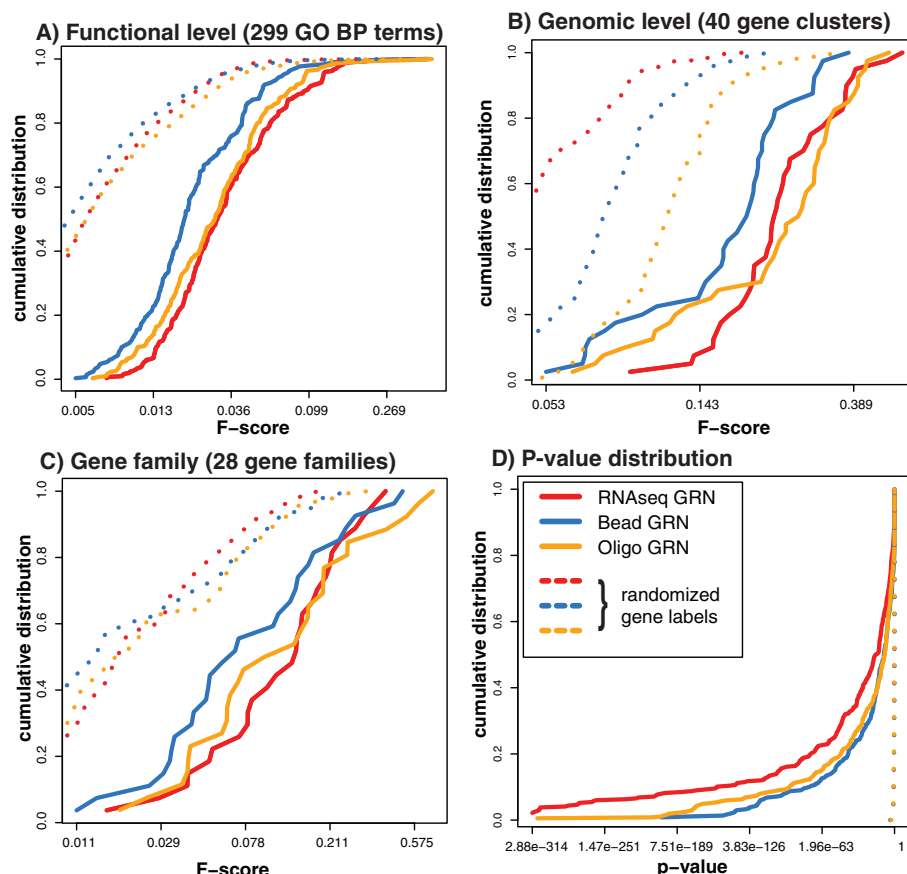 A) Functional level (299 GO BP terms)
cumulative distribution
0.0 0.2 0.4 0.6 0.8 1.0
0.005 0.013 0.036 0.099 0.269
F−score
B) Genomic level (40 gene clusters)
cumulative distribution
0.0 0.2 0.4 0.6 0.8 1.0
0.053 0.143 0.389
F−score
C) Gene family (28 gene families)
cumulative distribution
0.0 0.2 0.4 0.6 0.8 1.0
0.011 0.029 0.078 0.211 0.575
F−score
D) P-value distribution
RNAseq GRN
Bead GRN
Oligo GRN
} randomized
gene labels
cumulative distribution
0.0 0.2 0.4 0.6 0.8 1.0
2.88e−314 1.47e−251 7.51e−189 3.83e−126 1.96e−63 1
p−value